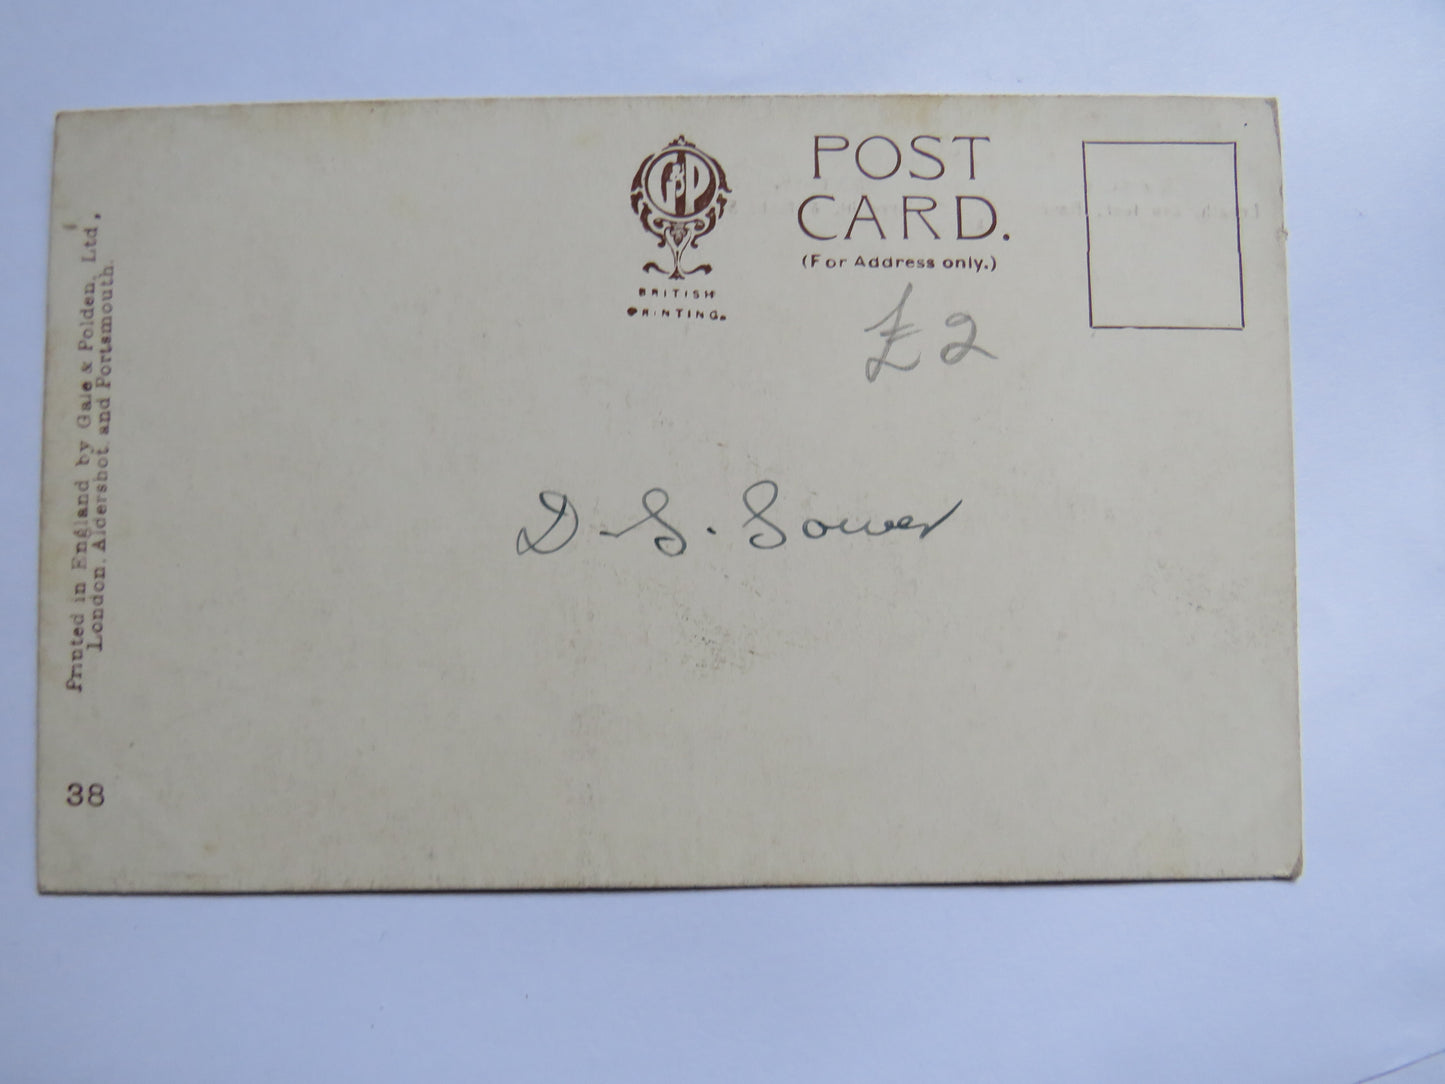 POST
CARD.
(For Address only.)
G&P
BRITISH
PRINTING.
£2
D. S. Sower
Printed in England by Gale & Polden, Ltd,
London, Aldershot, and Portsmouth.
38